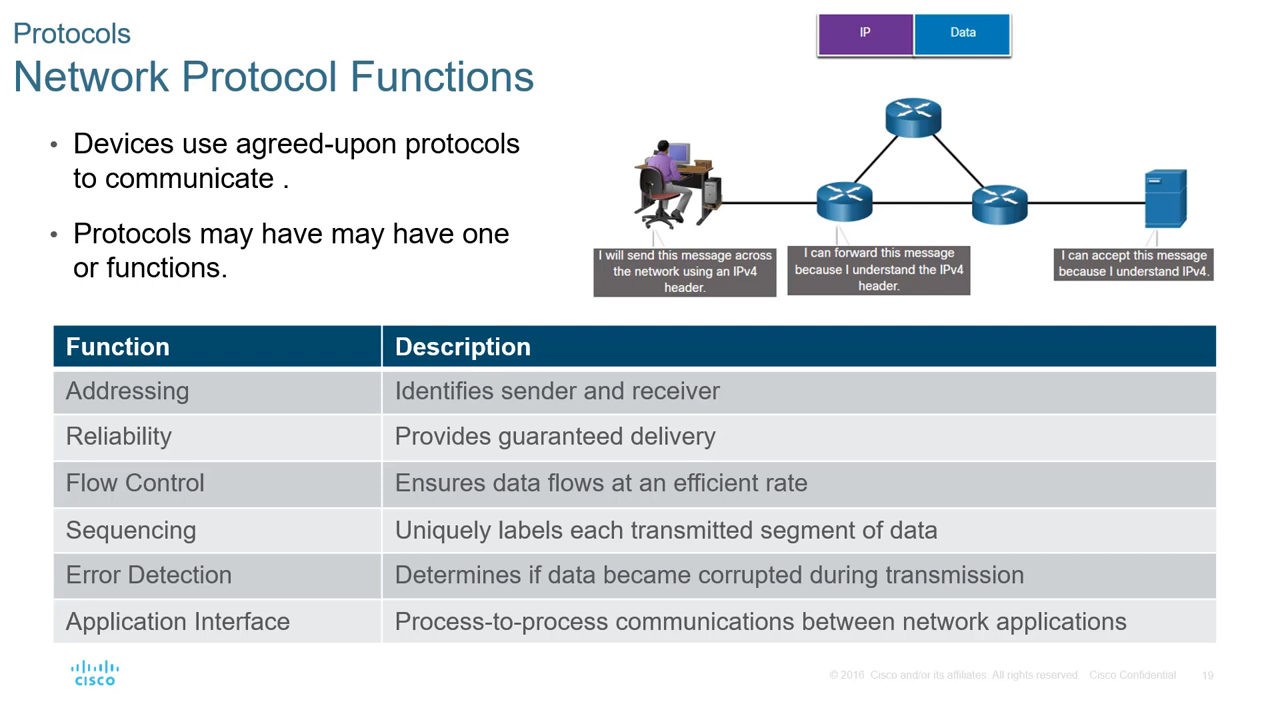 Protocols
Network Protocol Functions
• Devices use agreed-upon protocols
to communicate .
• Protocols may have may have one
or functions.
IP Data
I will send this message across
the network using an IPv4
header.
I can forward this message
because I understand the IPv4
header.
I can accept this message
because I understand IPv4.
Function Description
Addressing Identifies sender and receiver
Reliability Provides guaranteed delivery
Flow Control Ensures data flows at an efficient rate
Sequencing Uniquely labels each transmitted segment of data
Error Detection Determines if data became corrupted during transmission
Application Interface Process-to-process communications between network applications
CISCO
© 2016 Cisco and/or its affiliates. All rights reserved. Cisco Confidential 19